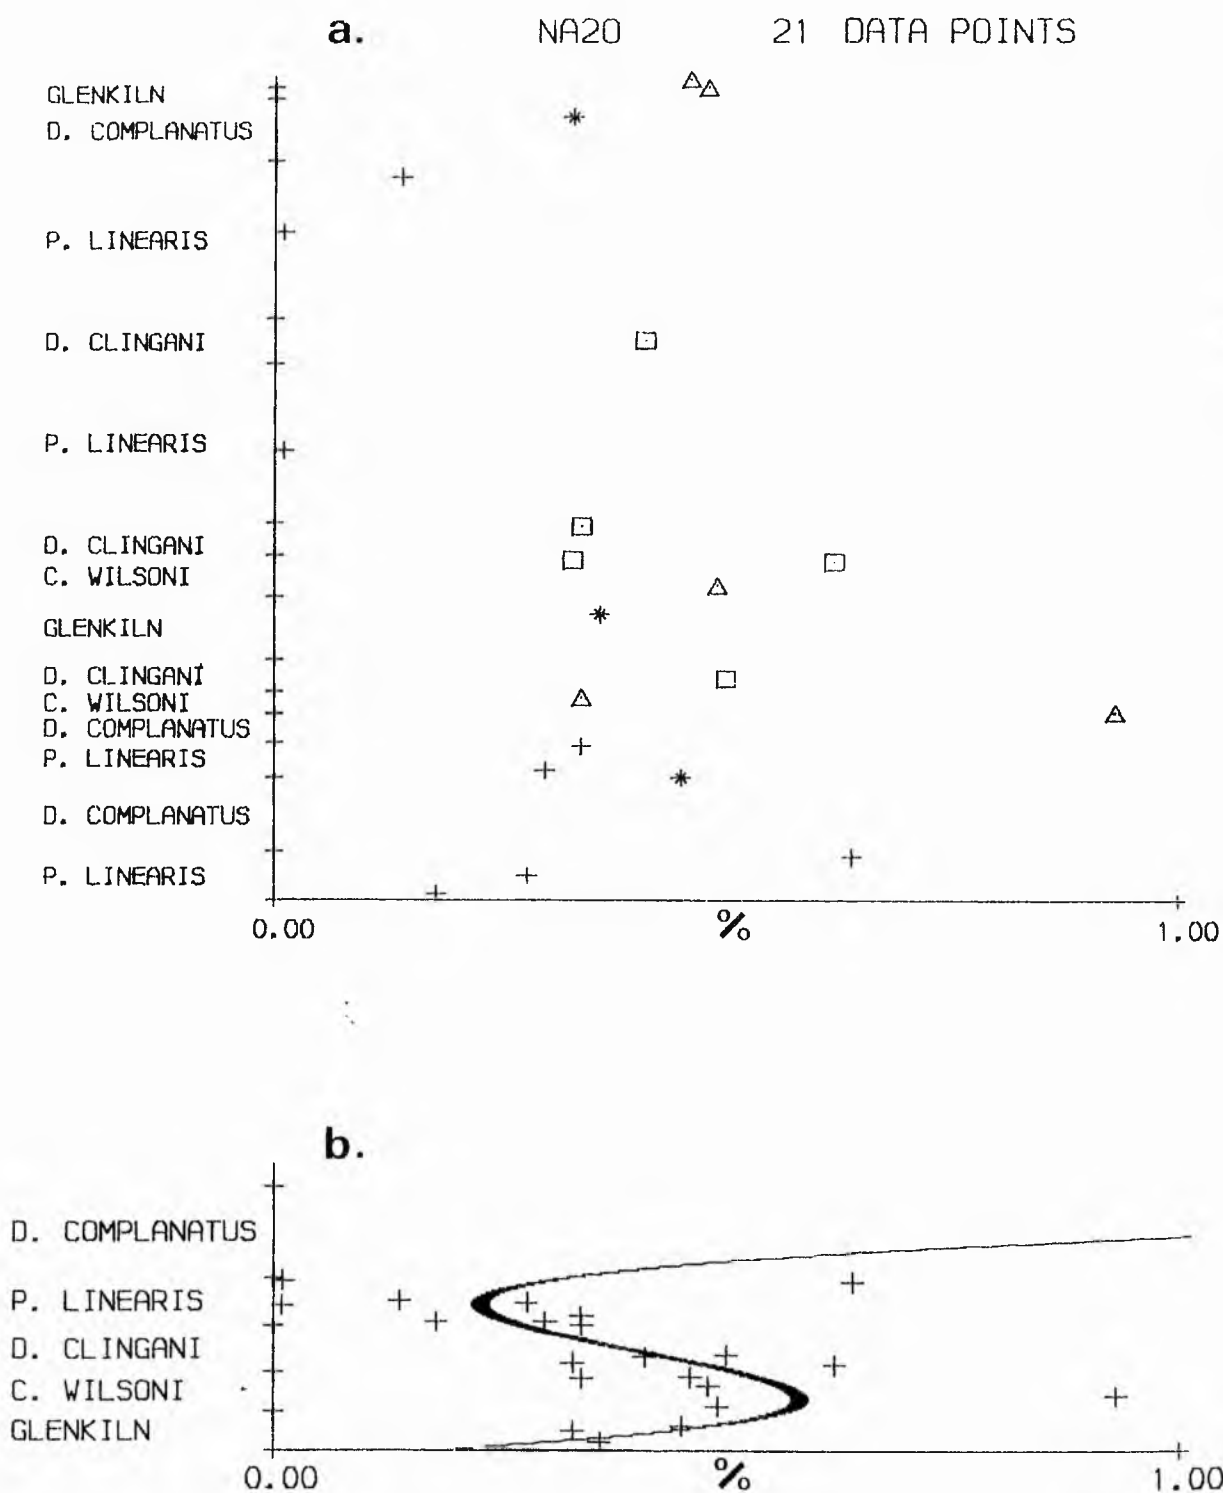 a. NA2O 21 DATA POINTS
GLENKILN
D. COMPLANATUS
P. LINEARIS
D. CLINGANI
P. LINEARIS
D. CLINGANI
C. WILSONI
GLENKILN
D. CLINGANI
C. WILSONI
D. COMPLANATUS
P. LINEARIS
D. COMPLANATUS
P. LINEARIS
0.00 % 1.00
b.
D. COMPLANATUS
P. LINEARIS
D. CLINGANI
C. WILSONI
GLENKILN
0.00 % 1.00